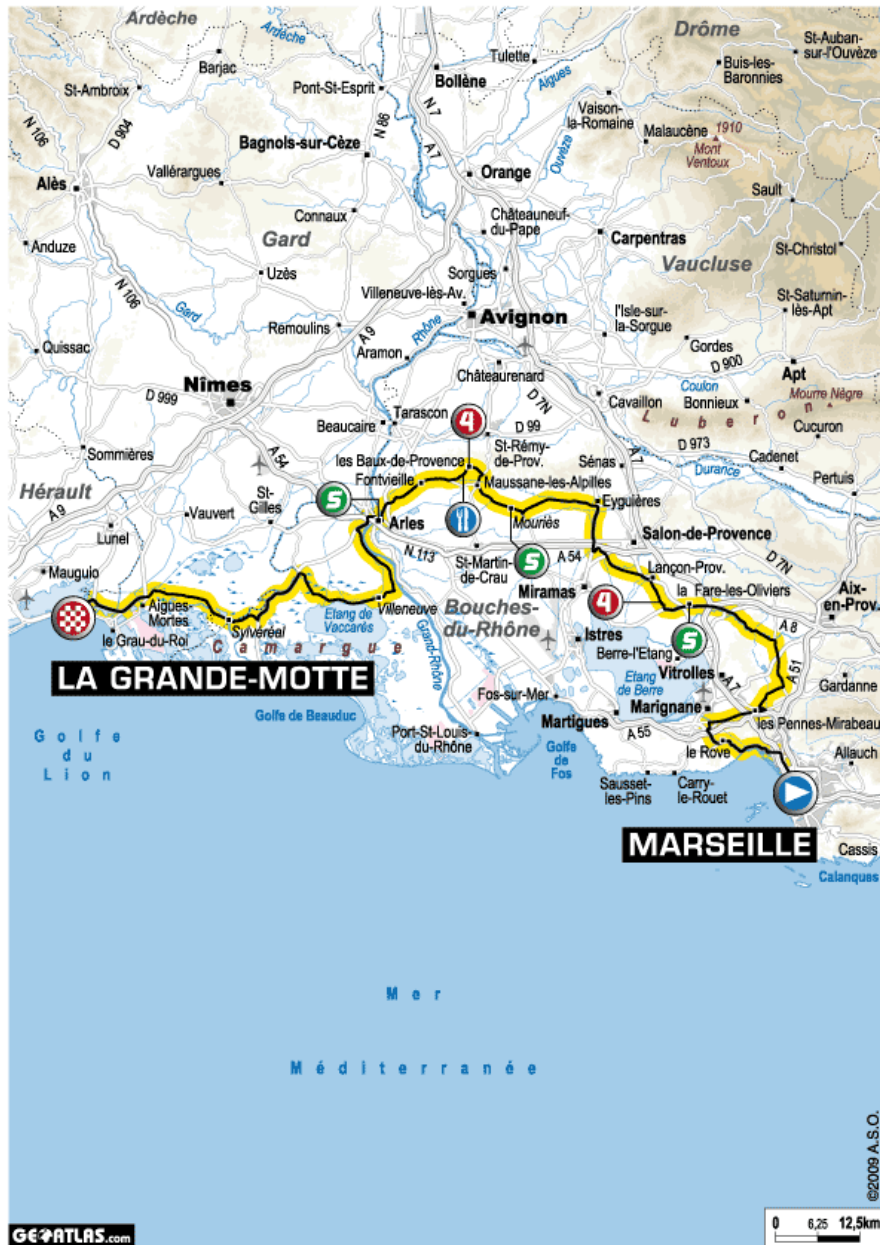 Ardèche
Ardèche
Barjac
St-Ambroix
N 106
D 904
Pont-St-Esprit
N 86
Tulette
Bollène
Aigues
N 7
A 7
Drôme
St-Auban-
sur-l'Ouvèze
Buis-les-
Baronnies
Vaison-
la-Romaine
Malaucène
1910
Mont
Ventoux
Ouvèze
Bagnols-sur-Cèze
Orange
Alès
Vallérargues
Sault
Connaux
Châteauneuf-
du-Pape
Anduze
Gard
Carpentras
St-Christol
Uzès
Sorgues
Vaucluse
N 106
Gard
Villeneuve-lès-Av.
St-Saturnin-
lès-Apt
Remoulins
A 9
Rhône
Avignon
l'Isle-sur-
la-Sorgue
Quissac
Aramon
Gordes
D 900
Châteaurenard
Apt
Nîmes
Coulon
Bonnieux
Mourre Nègre
D 999
D 7N
Cavaillon
Luberon
Beaucaire
Tarascon
4
D 99
Cucuron
Sommières
A 54
St-Rémy-
de-Prov.
A 7
D 973
Cadenet
les Baux-de-Provence
Sénas
Durance
Pertuis
Hérault
Fontvieille
Maussane-les-Alpilles
A 9
St-
Gilles
S
Eyguières
Vauvert
Arles
Mouriès
Lunel
N 113
S
Salon-de-Provence
Mauguio
St-Martin-
de-Crau
A 54
D 7N
Lançon-Prov.
Miramas
4
la
Fare-les-Oliviers
Aix-
en-Prov.
Aigues-
Mortes
Villeneuve
Bouches-
du-Rhône
A 8
le Grau-du-Roi
Sylvéréal
Etang de
Vaccarès
Istres
S
Camargue
Grand-Rhône
Berre-l'Etang
Vitrolles
A 51
LA GRANDE-MOTTE
Etang
de Berre
A 7
Gardanne
Fos-sur-Mer
Marignane
Golfe de Beauduc
Martigues
les Pennes-Mirabeau
Port-St-Louis-
du-Rhône
A 55
Golfe
du
Lion
Golfe
de
Fos
le Rove
Allauch
Sausset-
les-Pins
Carry-
le-Rouet
MARSEILLE
Cassis
Calanques
Mer
Méditerranée
©2009 A.S.O.
0 6,25 12,5km
GEOATLAS.com